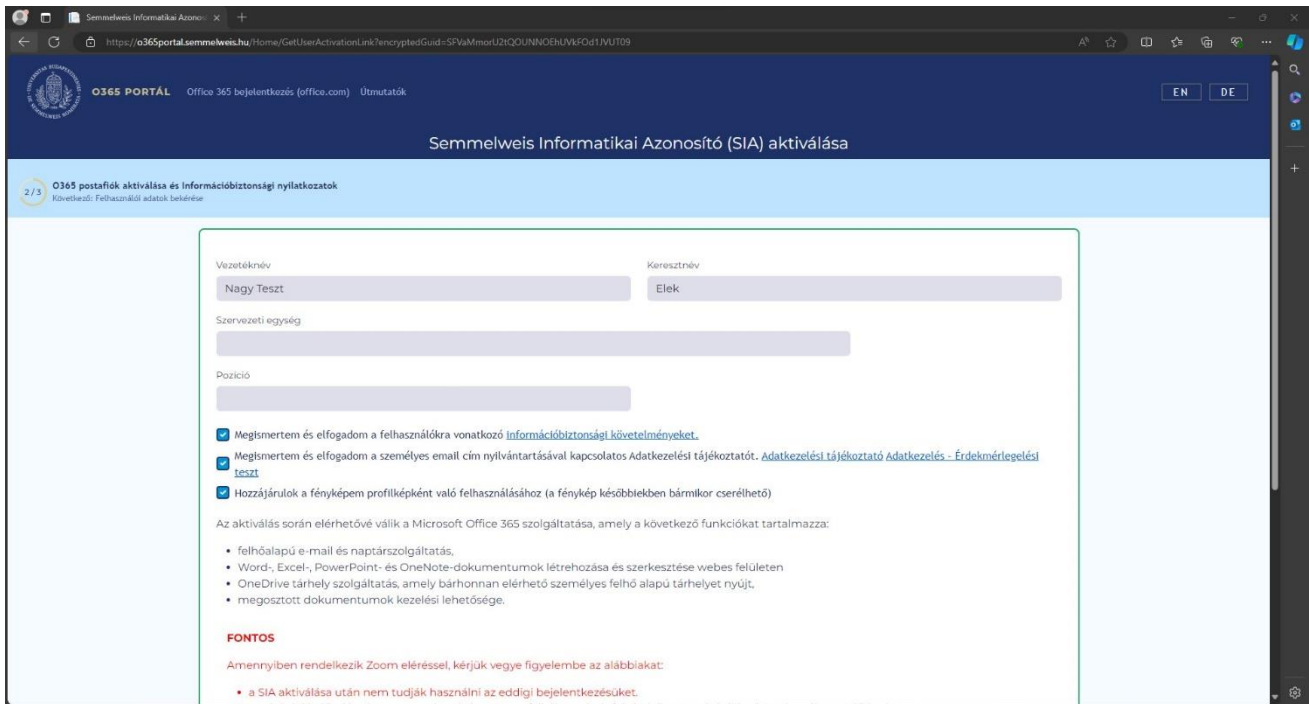 Semmelweis Informatikai Azonos
https://o365portal.semmelweis.hu/Home/GetUserActivationLink?encryptedGuid=
O365 PORTÁL Office 365 bejelentkezés (office.com) Útmutatók EN DE
Semmelweis Informatikai Azonosító (SIA) aktiválása
2/3 O365 postafiók aktiválása és Információbiztonsági nyilatkozatok
Következő: Felhasználói adatok bekérése
Vezetéknév Keresztnév
Nagy Teszt Elek
Szervezeti egység
Pozíció
Megismertem és elfogadom a felhasználókra vonatkozó információbiztonsági követelményeket.
Megismertem és elfogadom a személyes email cím nyilvántartásával kapcsolatos Adatkezelési tájékoztatót. Adatkezelési tájékoztató Adatkezelés - Érdekmérlegelési
teszt
Hozzájárulok a fényképem profilképként való felhasználásához (a fénykép későbbiekben bármikor cserélhető)
Az aktiválás során elérhetővé válik a Microsoft Office 365 szolgáltatása, amely a következő funkciókat tartalmazza:
• felhőalapú e-mail és naptárszolgáltatás,
• Word-, Excel-, PowerPoint- és OneNote-dokumentumok létrehozása és szerkesztése webes felületen
• OneDrive tárhely szolgáltatás, amely bárhonnan elérhető személyes felhő alapú tárhelyet nyújt,
• megosztott dokumentumok kezelési lehetősége.
FONTOS
Amennyiben rendelkezik Zoom eléréssel, kérjük vegye figyelembe az alábbiakat:
• a SIA aktiválása után nem tudják használni az eddigi bejelentkezésüket.